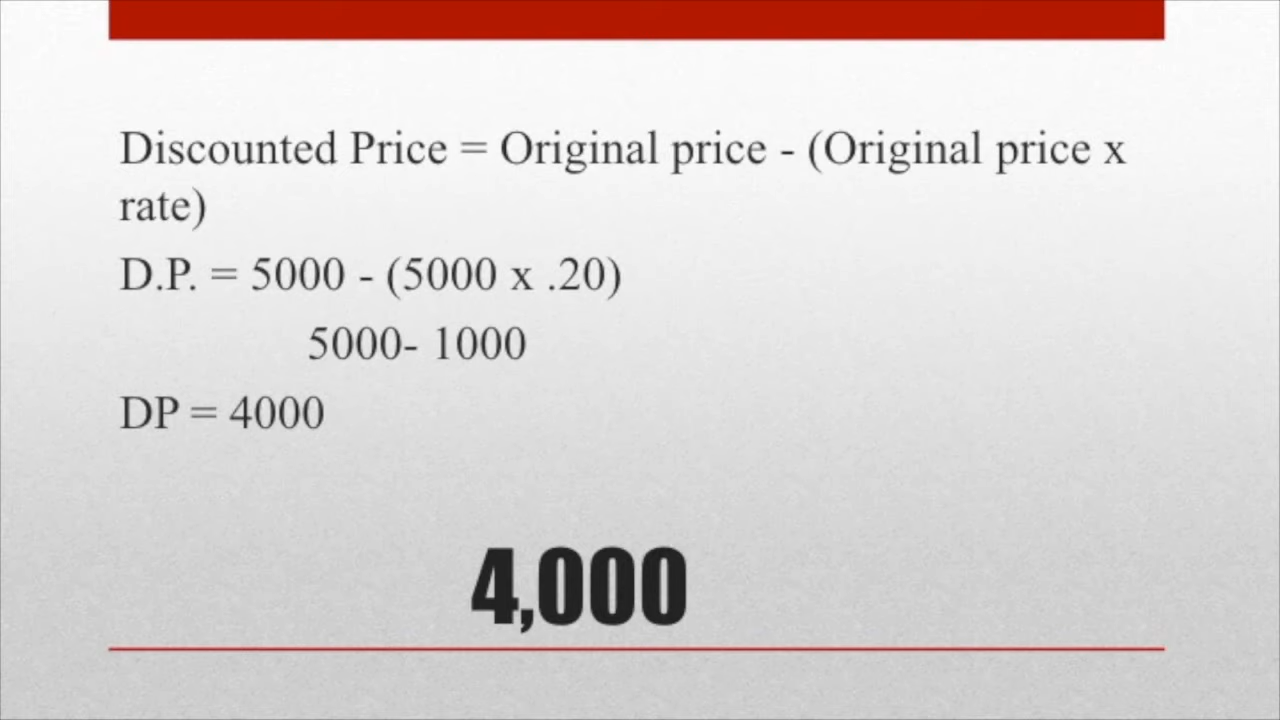 Discounted Price = Original price - (Original price x
rate)
D.P. = 5000 - (5000 x .20)
5000- 1000
DP = 4000
4,000